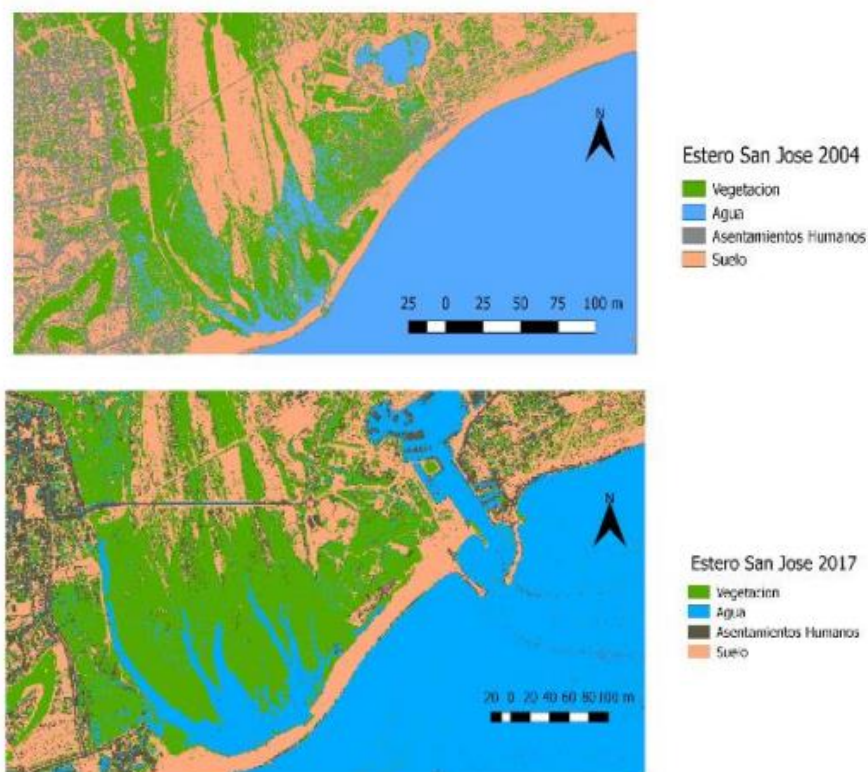 N
Estero San Jose 2004
Vegetacion
Agua
Asentamientos Humanos
Suelo
25 0 25 50 75 100 m
N
Estero San Jose 2017
Vegetacion
Agua
Asentamientos Humanos
Suelo
20 0 20 40 60 80 100 m